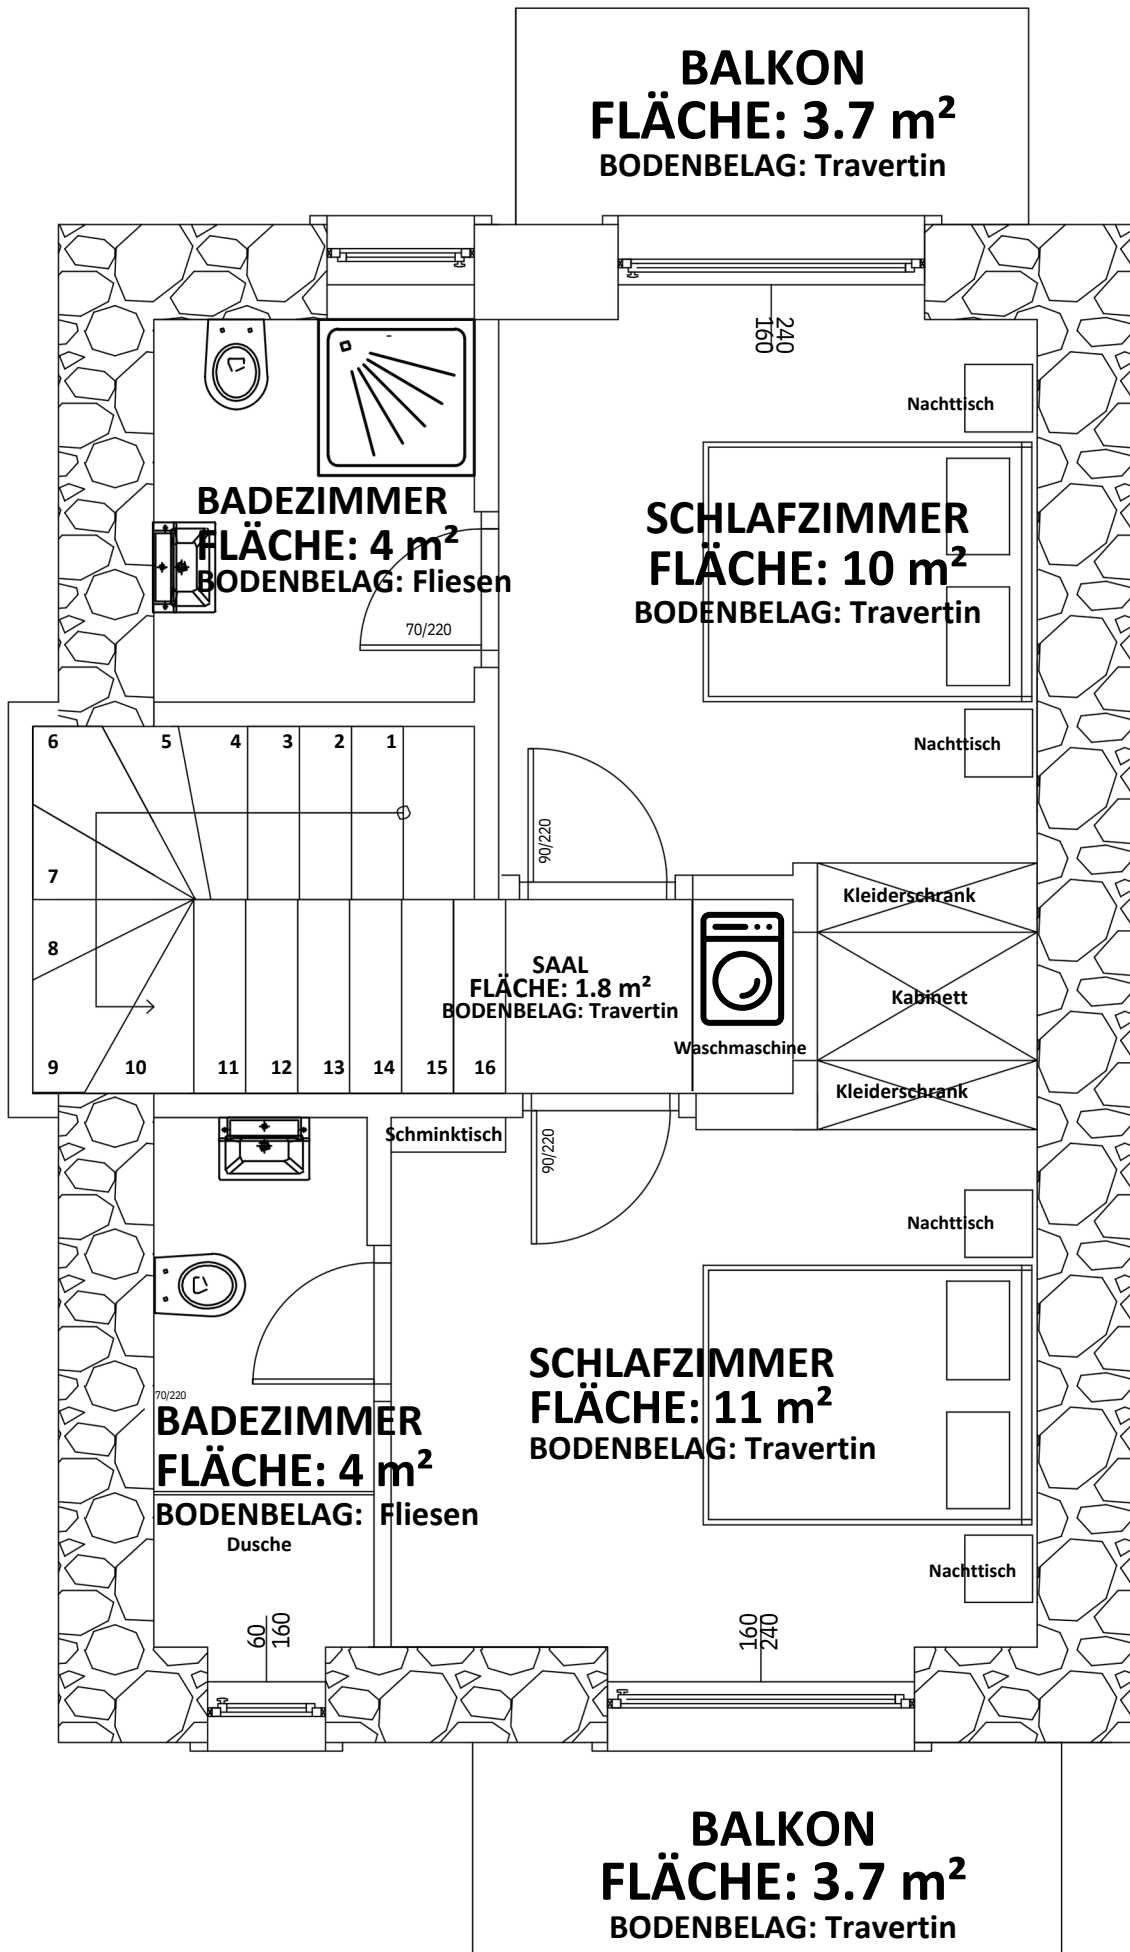 BALKON
FLÄCHE: 3.7 m²
BODENBELAG: Travertin
240
160
Nachttisch
BADEZIMMER
FLÄCHE: 4 m²
BODENBELAG: Fliesen
70/220
SCHLAFZIMMER
FLÄCHE: 10 m²
BODENBELAG: Travertin
Nachttisch
6 5 4 3 2 1
90/220
7
Kleiderschrank
8
SAAL
FLÄCHE: 1.8 m²
BODENBELAG: Travertin
Kabinett
Waschmaschine
9 10 11 12 13 14 15 16
Kleiderschrank
Schminktisch
90/220
Nachttisch
SCHLAFZIMMER
FLÄCHE: 11 m²
BODENBELAG: Travertin
70/220
BADEZIMMER
FLÄCHE: 4 m²
BODENBELAG: Fliesen
Dusche
Nachttisch
60
160
160
240
BALKON
FLÄCHE: 3.7 m²
BODENBELAG: Travertin